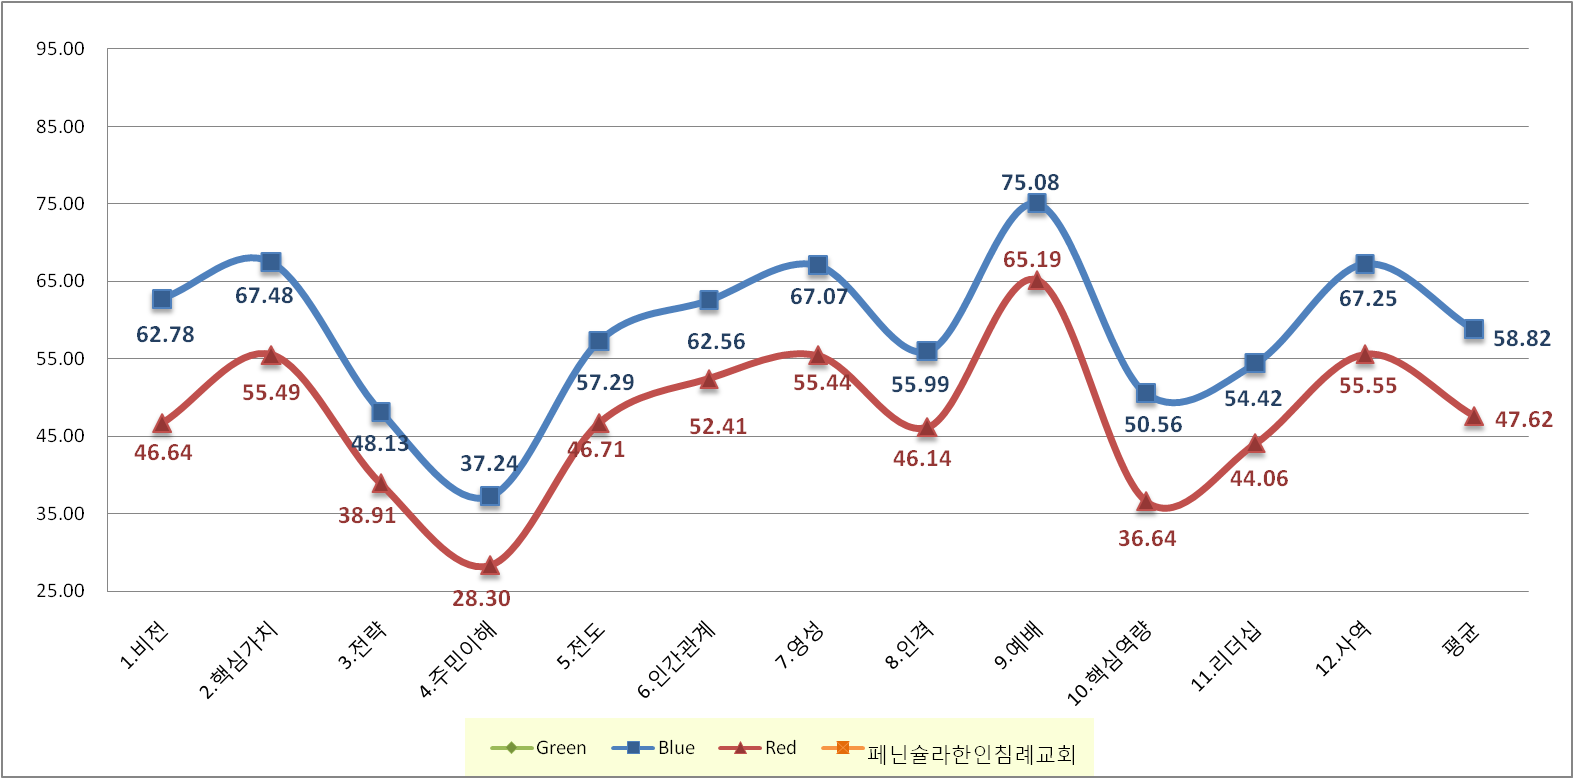 95.00
85.00
75.00
65.00
55.00
45.00
35.00
25.00
62.78
67.48
48.13
37.24
57.29
62.56
67.07
55.99
75.08
50.56
54.42
67.25
58.82
46.64
55.49
38.91
28.30
46.71
52.41
55.44
46.14
65.19
36.64
44.06
55.55
47.62
1.비전
2.핵심가치
3.전략
4.주민이해
5.전도
6.인간관계
7.영성
8.인격
9.예배
10.핵심역량
11.리더십
12.사역
평균
Green Blue Red 페닌슐라한인침례교회